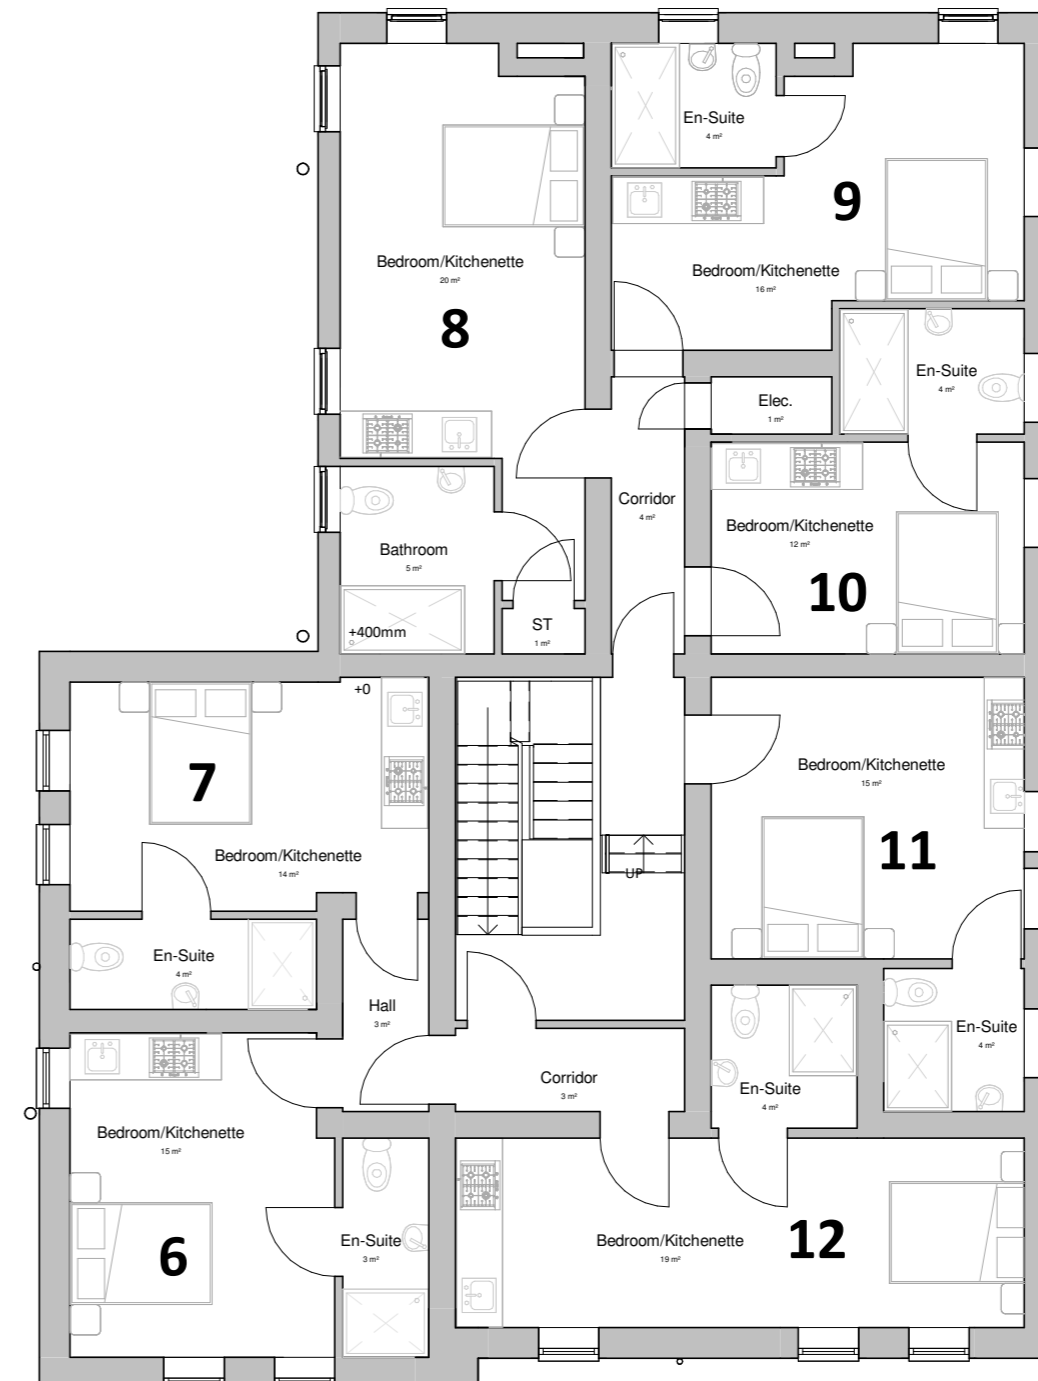 En-Suite
4 m²
9
Bedroom/Kitchenette
20 m²
8
Bedroom/Kitchenette
16 m²
En-Suite
4 m²
Elec.
1 m²
Corridor
4 m²
Bedroom/Kitchenette
12 m²
10
Bathroom
5 m²
+400mm
ST
1 m²
+0
7
Bedroom/Kitchenette
14 m²
Bedroom/Kitchenette
15 m²
11
UP
En-Suite
4 m²
Hall
3 m²
En-Suite
4 m²
Corridor
3 m²
En-Suite
4 m²
Bedroom/Kitchenette
15 m²
6
En-Suite
3 m²
Bedroom/Kitchenette
19 m²
12